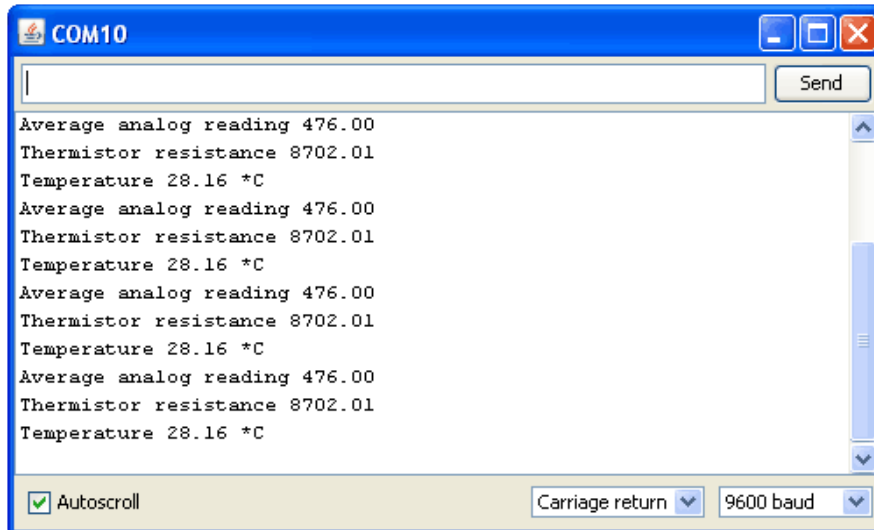 COM10
Send
Average analog reading 476.00
Thermistor resistance 8702.01
Temperature 28.16 *C
Average analog reading 476.00
Thermistor resistance 8702.01
Temperature 28.16 *C
Average analog reading 476.00
Thermistor resistance 8702.01
Temperature 28.16 *C
Average analog reading 476.00
Thermistor resistance 8702.01
Temperature 28.16 *C
Autoscroll Carriage return 9600 baud